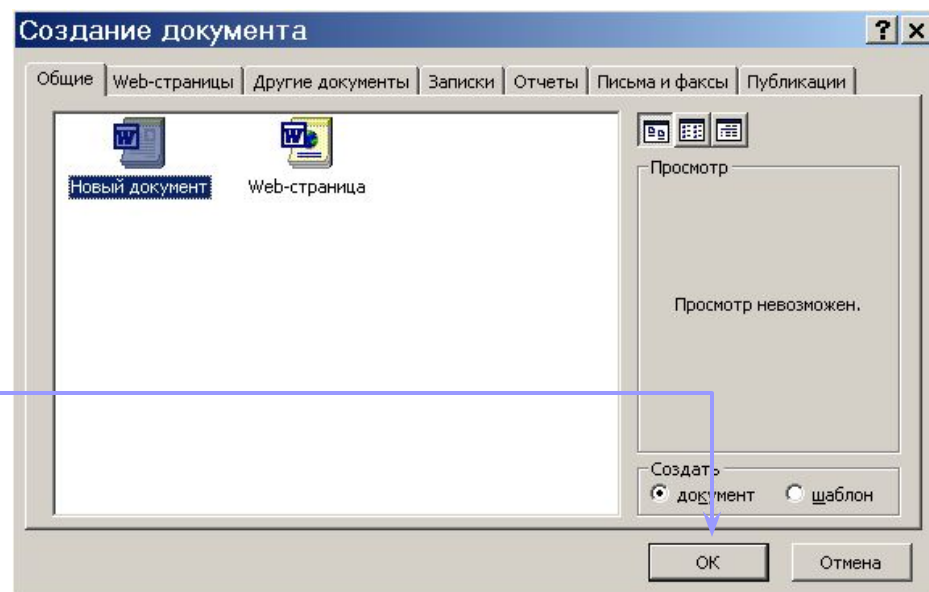 Создание документа
Общие Web-страницы Другие документы Записки Отчеты Письма и факсы Публикации
Новый документ Web-страница
Просмотр
Просмотр невозможен.
Создать
документ шаблон
ОК Отмена